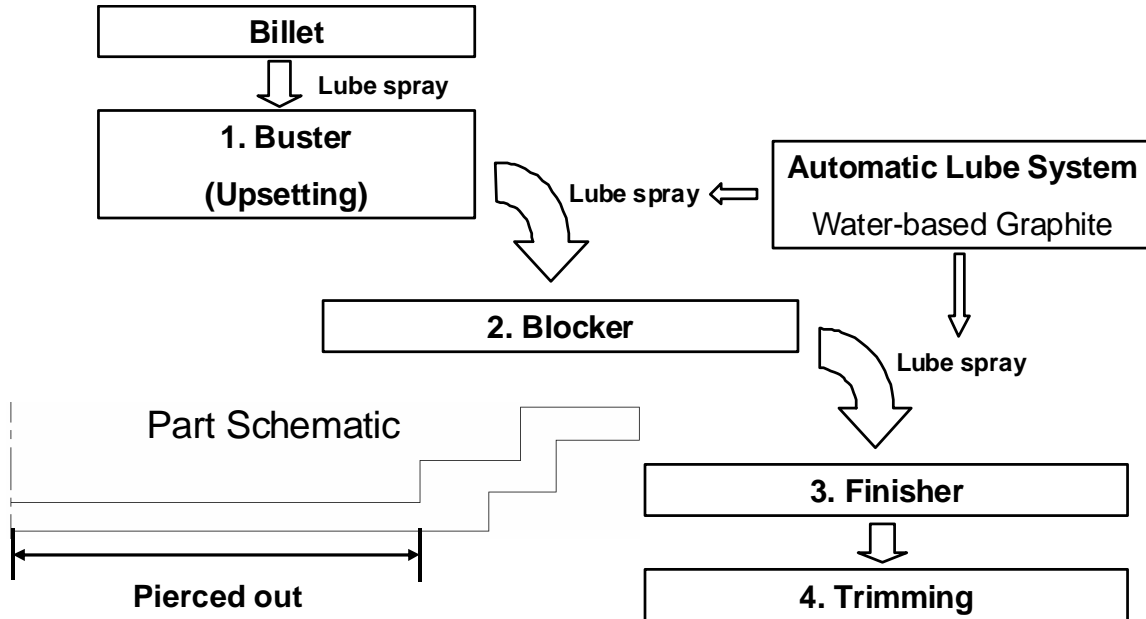 Billet
Lube spray
1. Buster
(Upsetting)
Automatic Lube System
Water-based Graphite
Lube spray
2. Blocker
Lube spray
Part Schematic
3. Finisher
Pierced out
4. Trimming